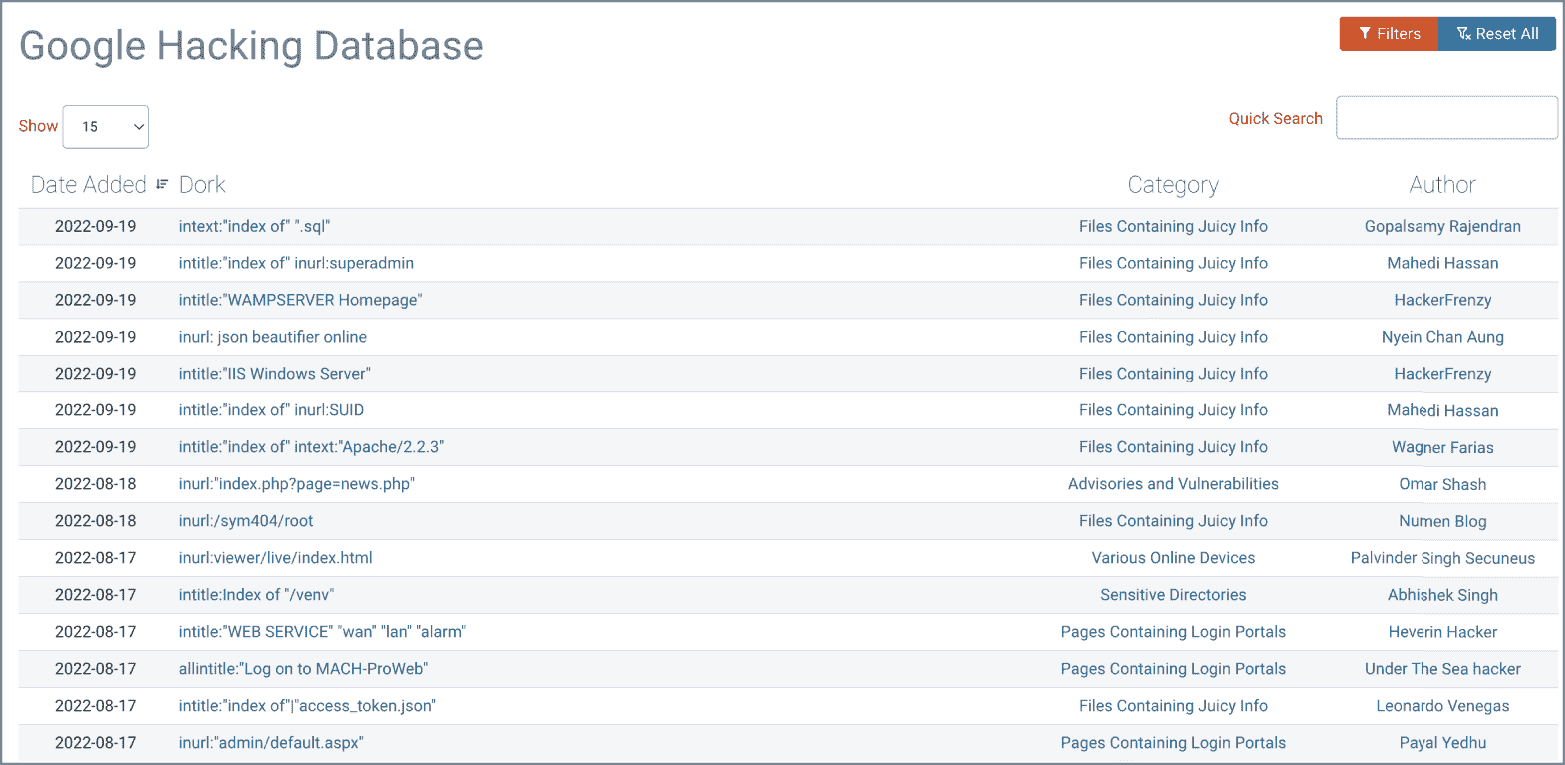 Google Hacking Database
Filters Reset All
Show 15 Quick Search
Date Added Dork Category Author
2022-09-19 intext:"index of" ".sql" Files Containing Juicy Info Gopalsamy Rajendran
2022-09-19 intitle:"index of" inurl:superadmin Files Containing Juicy Info Mahedi Hassan
2022-09-19 intitle:"WAMPSERVER Homepage" Files Containing Juicy Info HackerFrenzy
2022-09-19 inurl: json beautifier online Files Containing Juicy Info Nyein Chan Aung
2022-09-19 intitle:"IIS Windows Server" Files Containing Juicy Info HackerFrenzy
2022-09-19 intitle:"index of" inurl:SUID Files Containing Juicy Info Mahedi Hassan
2022-09-19 intitle:"index of" intext:"Apache/2.2.3" Files Containing Juicy Info Wagner Farias
2022-08-18 inurl:"index.php?page=news.php" Advisories and Vulnerabilities Omar Shash
2022-08-18 inurl:/sym404/root Files Containing Juicy Info Numen Blog
2022-08-17 inurl:viewer/live/index.html Various Online Devices Palvinder Singh Secuneus
2022-08-17 intitle:Index of "/venv" Sensitive Directories Abhishek Singh
2022-08-17 intitle:"WEB SERVICE" "wan" "lan" "alarm" Pages Containing Login Portals Heverin Hacker
2022-08-17 allintitle:"Log on to MACH-ProWeb" Pages Containing Login Portals Under The Sea hacker
2022-08-17 intitle:"index of"|"access_token.json" Files Containing Juicy Info Leonardo Venegas
2022-08-17 inurl:"admin/default.aspx" Pages Containing Login Portals Payal Yedhu